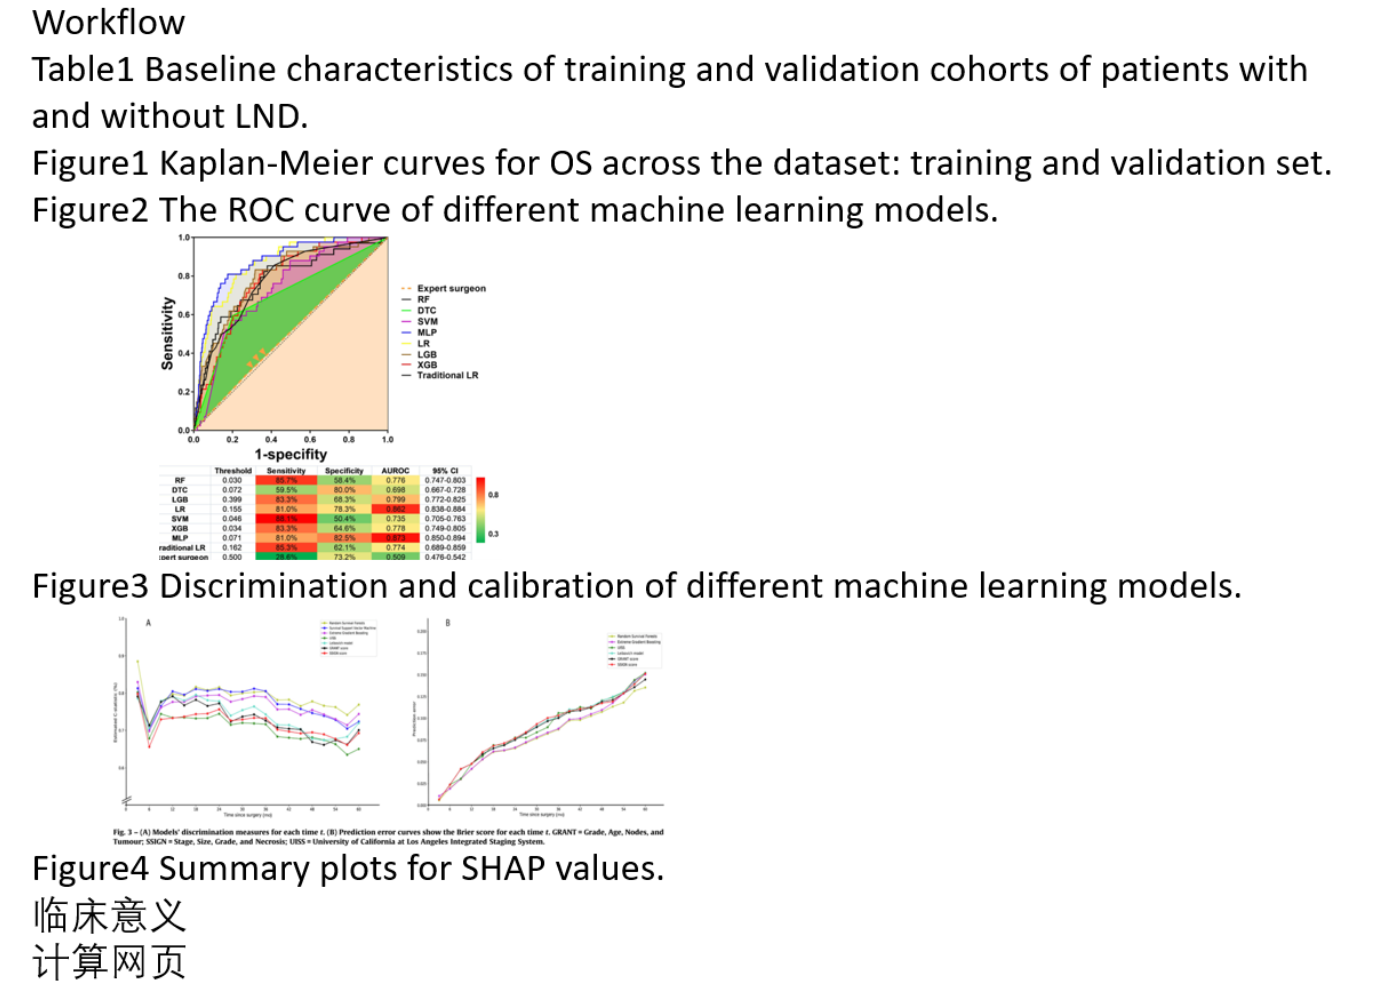 Workflow
Table1 Baseline characteristics of training and validation cohorts of patients with
and without LND.
Figure1 Kaplan-Meier curves for OS across the dataset: training and validation set.
Figure2 The ROC curve of different machine learning models.
1.0
0.8
0.6
0.4
0.2
0.0
Sensitivity
0.0 0.2 0.4 0.6 0.8 1.0
1-specifity
Expert surgeon
RF
DTC
SVM
MLP
LR
LGB
XGB
Traditional LR
Threshold Sensitivity Specificity AUROC 95% CI
RF 0.030 85.7% 58.4% 0.776 0.747-0.803
DTC 0.072 59.5% 80.0% 0.698 0.667-0.728
LGB 0.399 83.3% 68.3% 0.799 0.772-0.825
LR 0.155 81.0% 78.3% 0.862 0.838-0.884
SVM 0.046 88.1% 50.4% 0.735 0.705-0.763
XGB 0.034 83.3% 64.6% 0.778 0.749-0.805
MLP 0.071 81.0% 82.5% 0.873 0.850-0.894
raditional LR 0.162 85.3% 62.1% 0.774 0.689-0.859
pert surgeon 0.500 28.6% 73.2% 0.509 0.476-0.542
0.8
0.3
Figure3 Discrimination and calibration of different machine learning models.
A
Time since surgery (mo)
B
Prediction error
Time since surgery (mo)
Fig. 3 – (A) Models' discrimination measures for each time t. (B) Prediction error curves show the Brier score for each time t. GRANT = Grade, Age, Nodes, and
Tumour; SSIGN = Stage, Size, Grade, and Necrosis; UISS = University of California at Los Angeles Integrated Staging System.
Figure4 Summary plots for SHAP values.
临床意义
计算网页